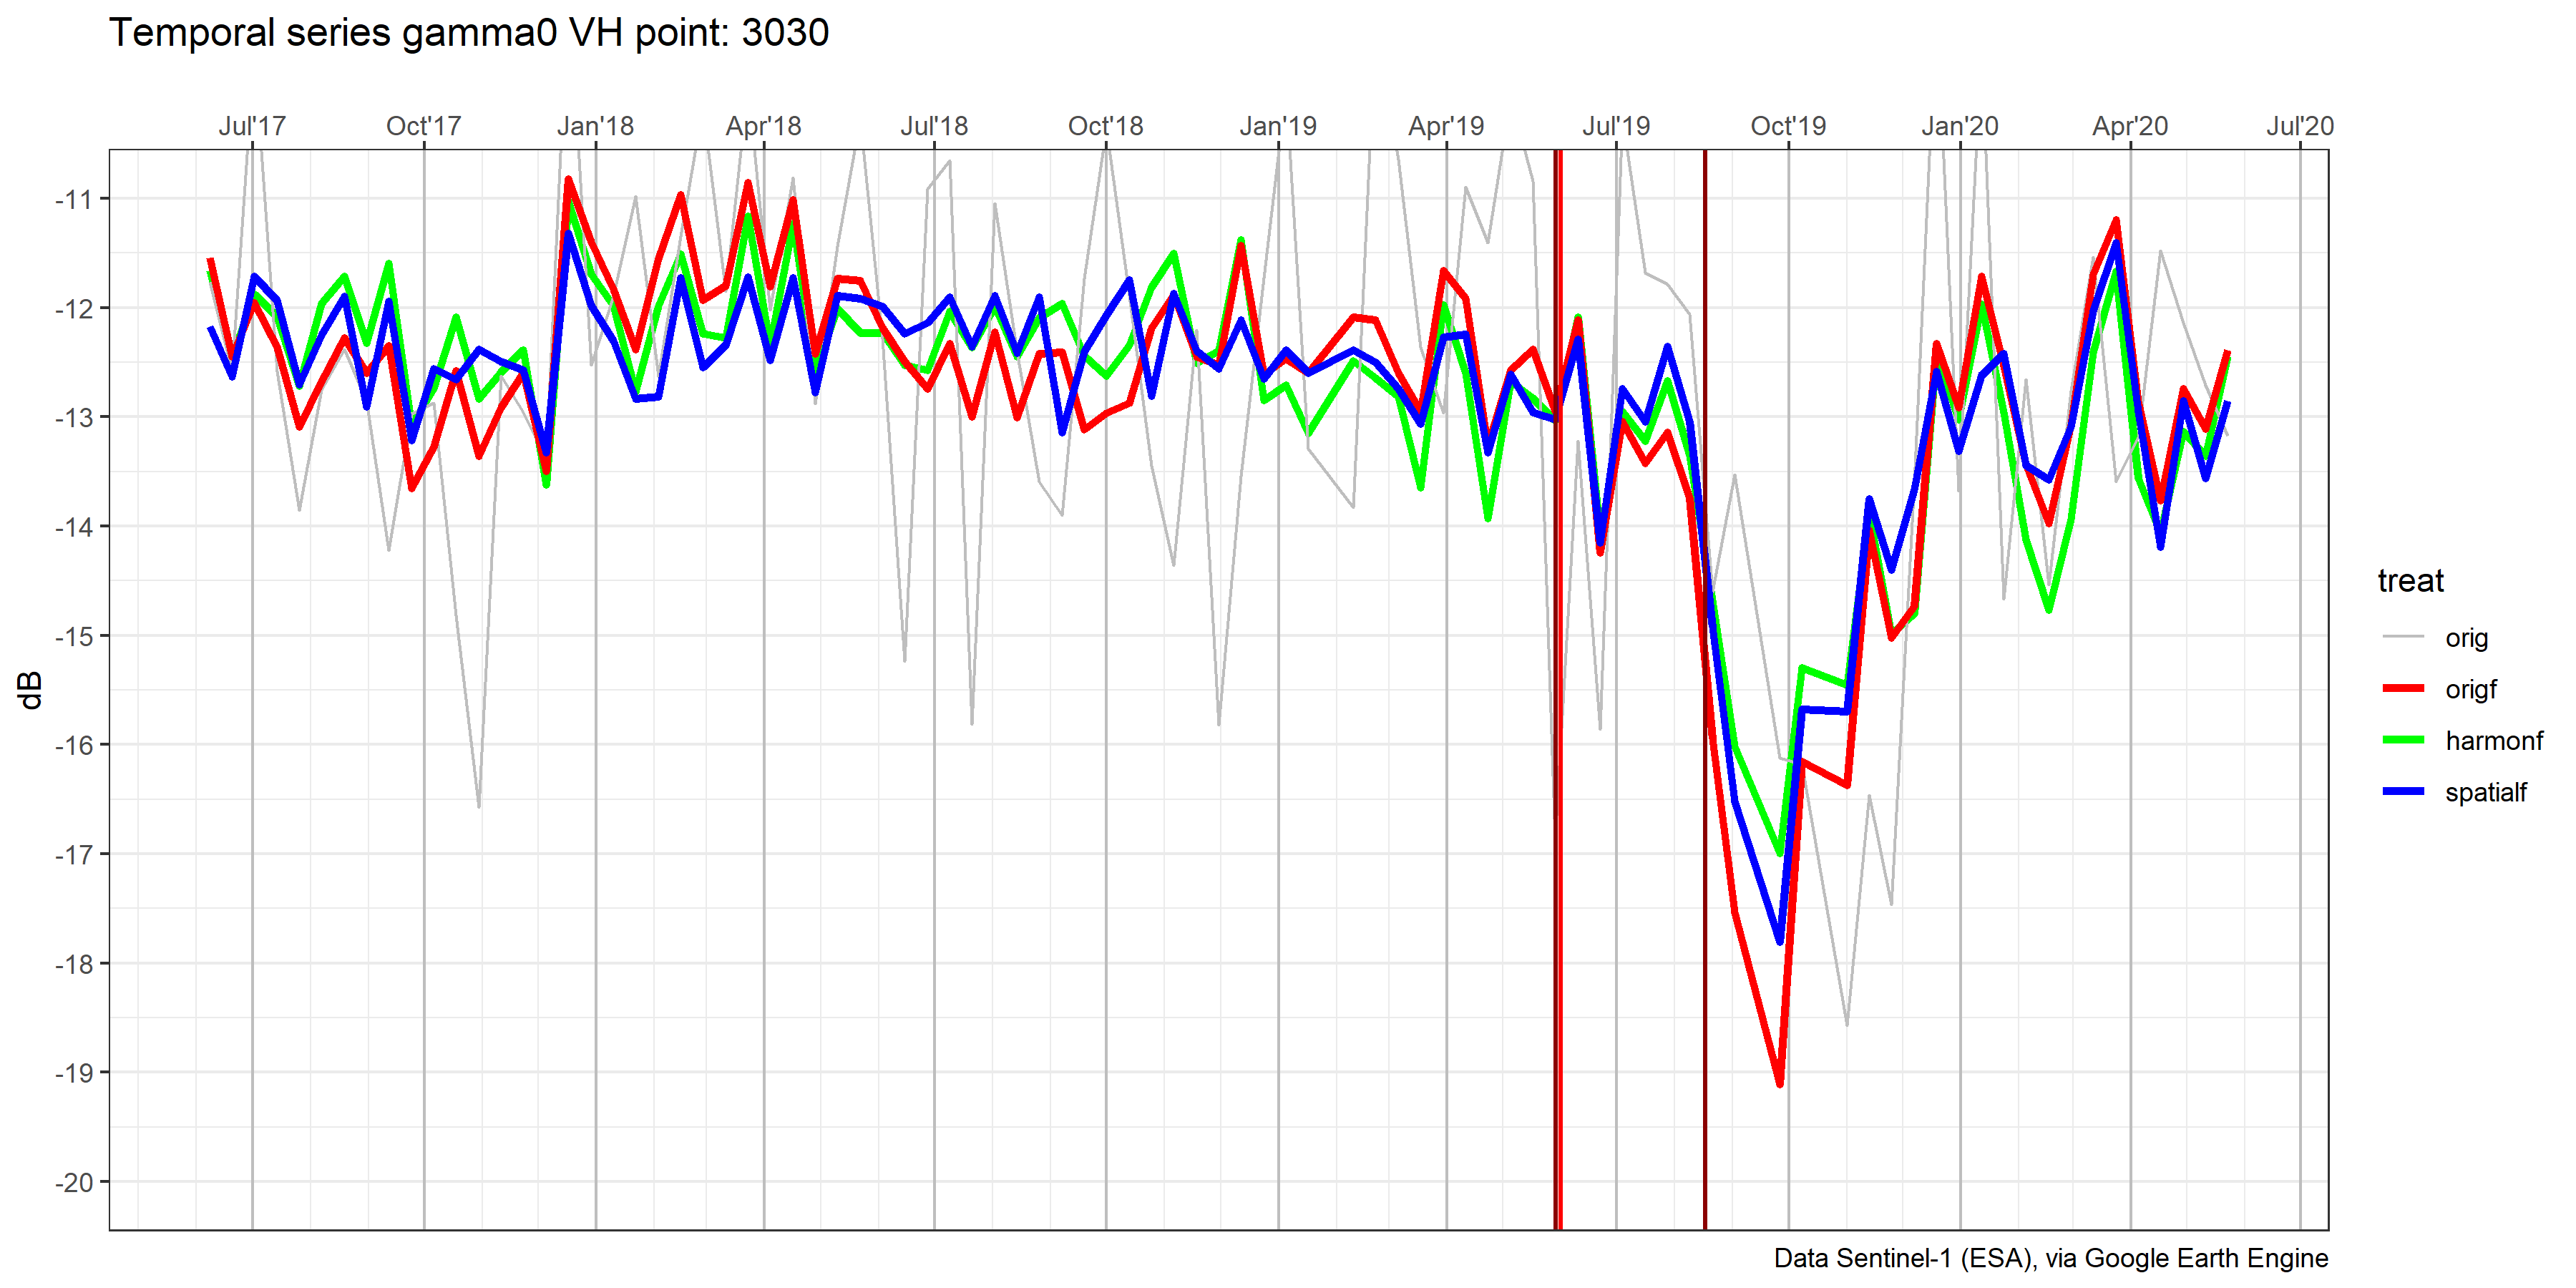 Temporal series gamma0 VH point: 3030
Jul'17 Oct'17 Jan'18 Apr'18 Jul'18 Oct'18 Jan'19 Apr'19 Jul'19 Oct'19 Jan'20 Apr'20 Jul'20
-11
-12
-13
-14
-15
-16
-17
-18
-19
-20
dB
treat
orig
origf
harmonf
spatialf
Data Sentinel-1 (ESA), via Google Earth Engine